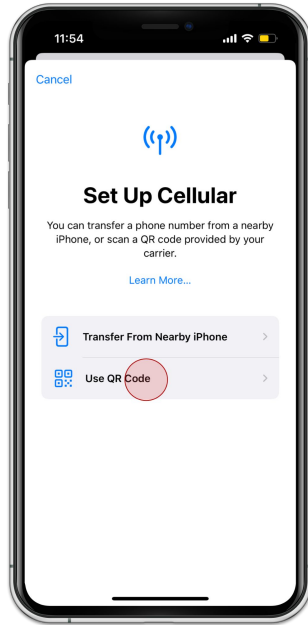 11:54
Cancel
Set Up Cellular
You can transfer a phone number from a nearby
iPhone, or scan a QR code provided by your
carrier.
Learn More...
Transfer From Nearby iPhone
Use QR Code